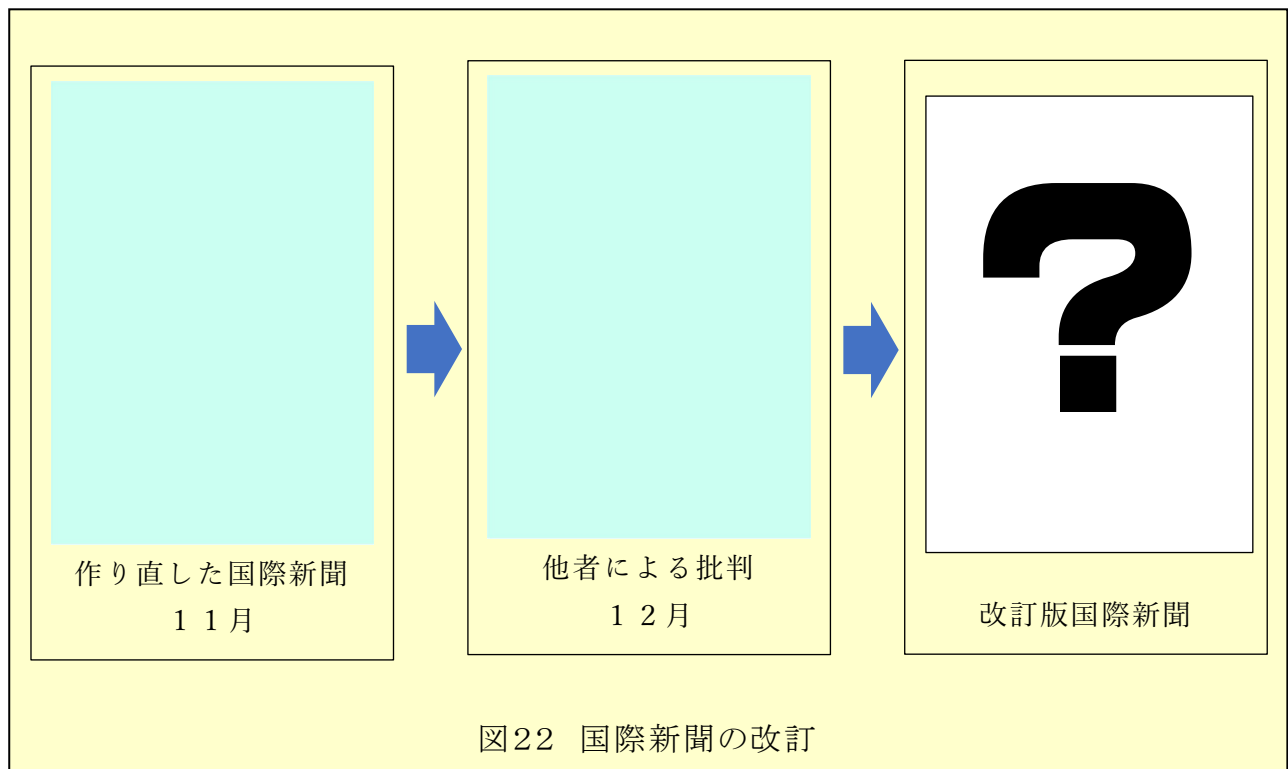 作り直した国際新聞
１１月
他者による批判
１２月
?
改訂版国際新聞
図22 国際新聞の改訂